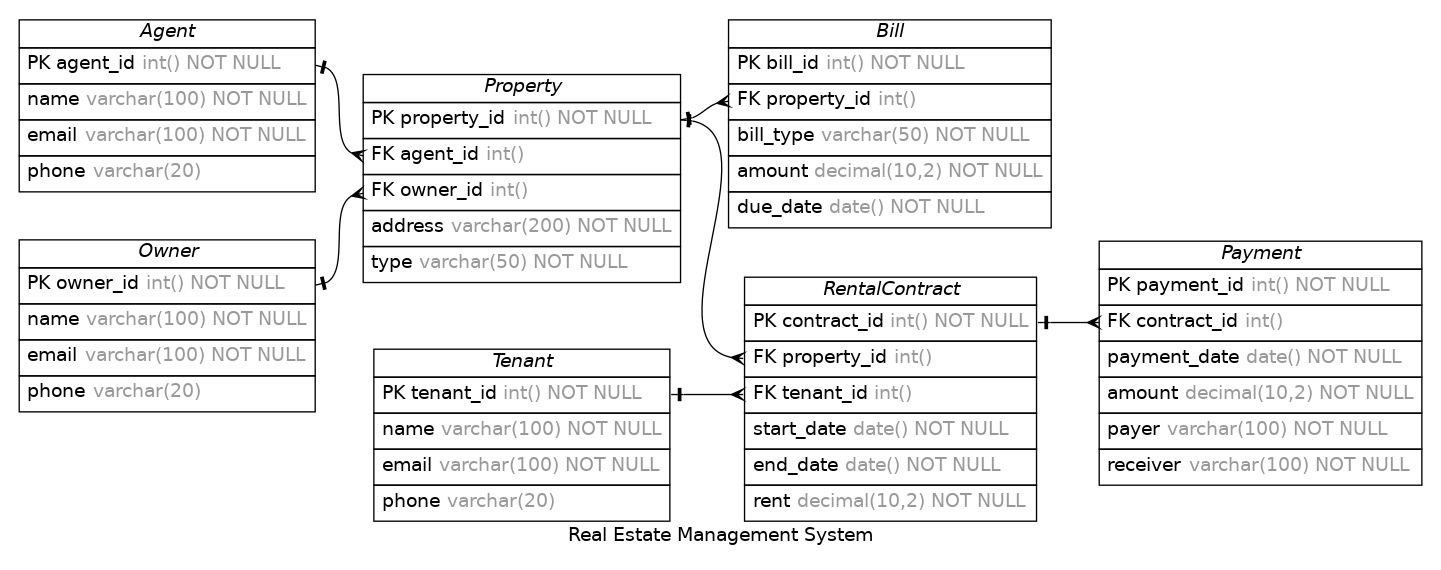 Agent
PK agent_id int() NOT NULL
name varchar(100) NOT NULL
email varchar(100) NOT NULL
phone varchar(20)
Owner
PK owner_id int() NOT NULL
name varchar(100) NOT NULL
email varchar(100) NOT NULL
phone varchar(20)
Property
PK property_id int() NOT NULL
FK agent_id int()
FK owner_id int()
address varchar(200) NOT NULL
type varchar(50) NOT NULL
Tenant
PK tenant_id int() NOT NULL
name varchar(100) NOT NULL
email varchar(100) NOT NULL
phone varchar(20)
Bill
PK bill_id int() NOT NULL
FK property_id int()
bill_type varchar(50) NOT NULL
amount decimal(10,2) NOT NULL
due_date date() NOT NULL
RentalContract
PK contract_id int() NOT NULL
FK property_id int()
FK tenant_id int()
start_date date() NOT NULL
end_date date() NOT NULL
rent decimal(10,2) NOT NULL
Payment
PK payment_id int() NOT NULL
FK contract_id int()
payment_date date() NOT NULL
amount decimal(10,2) NOT NULL
payer varchar(100) NOT NULL
receiver varchar(100) NOT NULL
Real Estate Management System